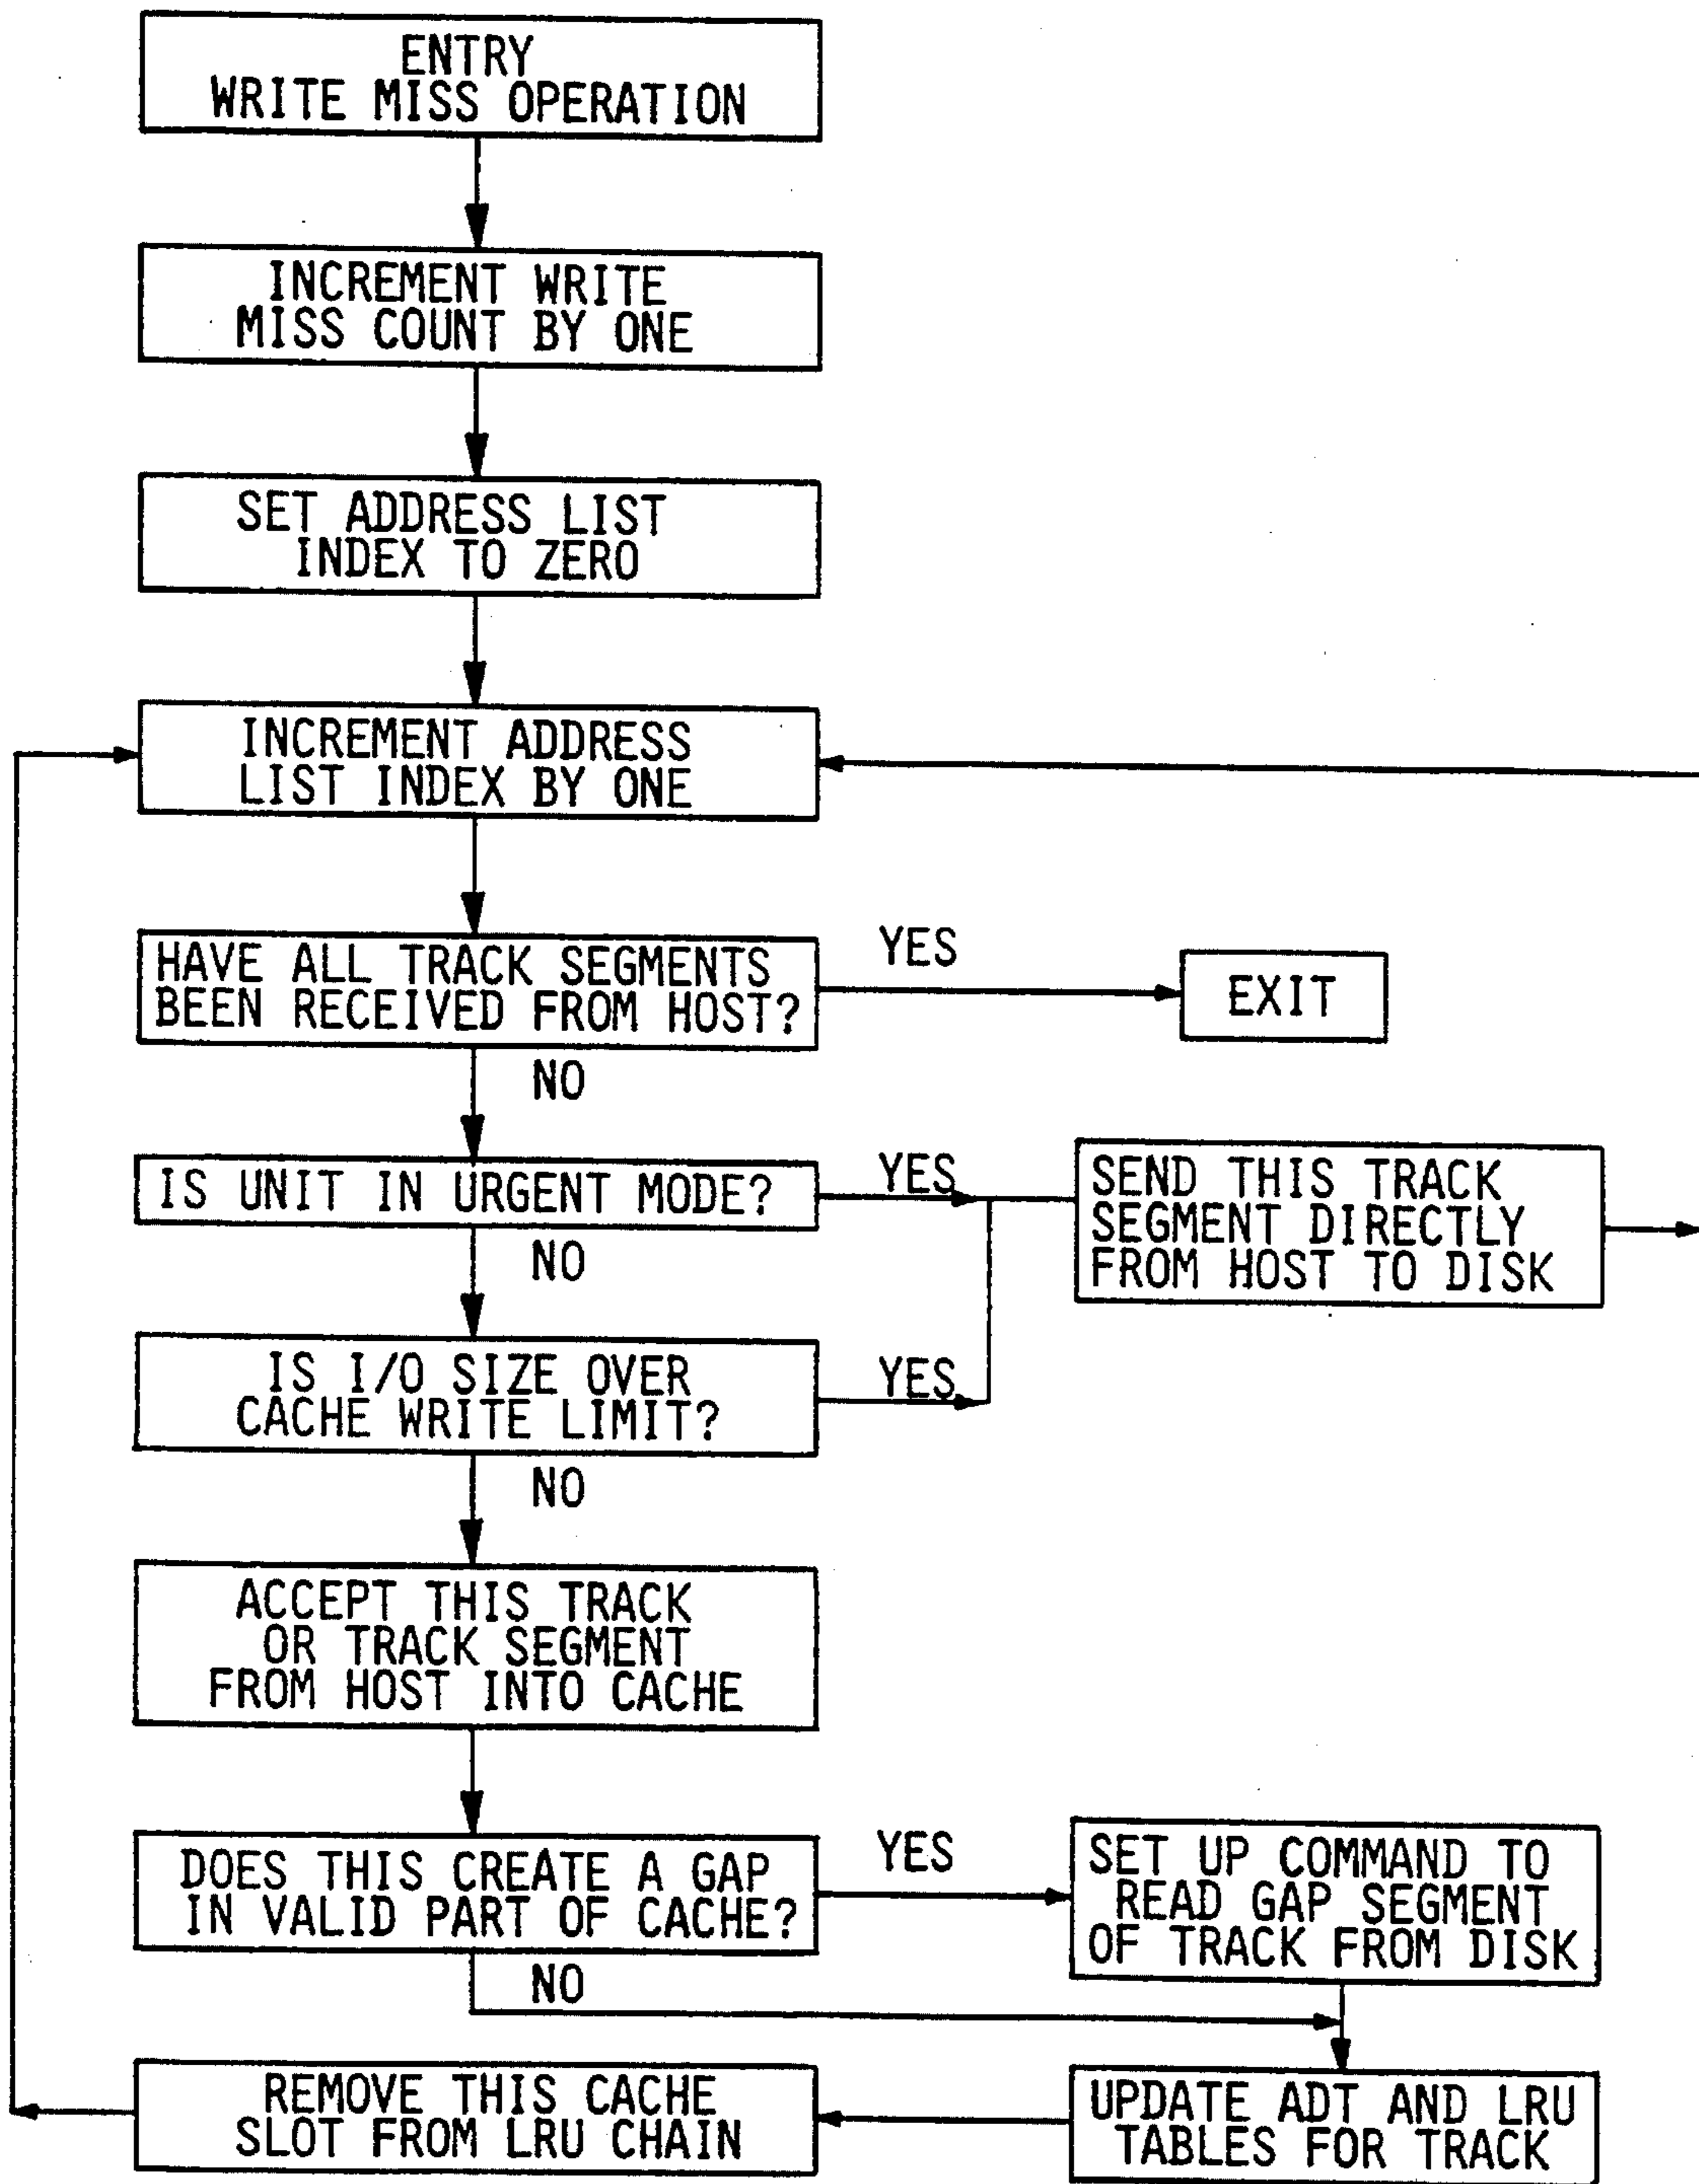 ENTRY
WRITE MISS OPERATION
INCREMENT WRITE
MISS COUNT BY ONE
SET ADDRESS LIST
INDEX TO ZERO
INCREMENT ADDRESS
LIST INDEX BY ONE
HAVE ALL TRACK SEGMENTS
BEEN RECEIVED FROM HOST?
YES
EXIT
NO
IS UNIT IN URGENT MODE?
YES
SEND THIS TRACK
SEGMENT DIRECTLY
FROM HOST TO DISK
NO
IS I/O SIZE OVER
CACHE WRITE LIMIT?
YES
NO
ACCEPT THIS TRACK
OR TRACK SEGMENT
FROM HOST INTO CACHE
DOES THIS CREATE A GAP
IN VALID PART OF CACHE?
YES
SET UP COMMAND TO
READ GAP SEGMENT
OF TRACK FROM DISK
NO
REMOVE THIS CACHE
SLOT FROM LRU CHAIN
UPDATE ADT AND LRU
TABLES FOR TRACK